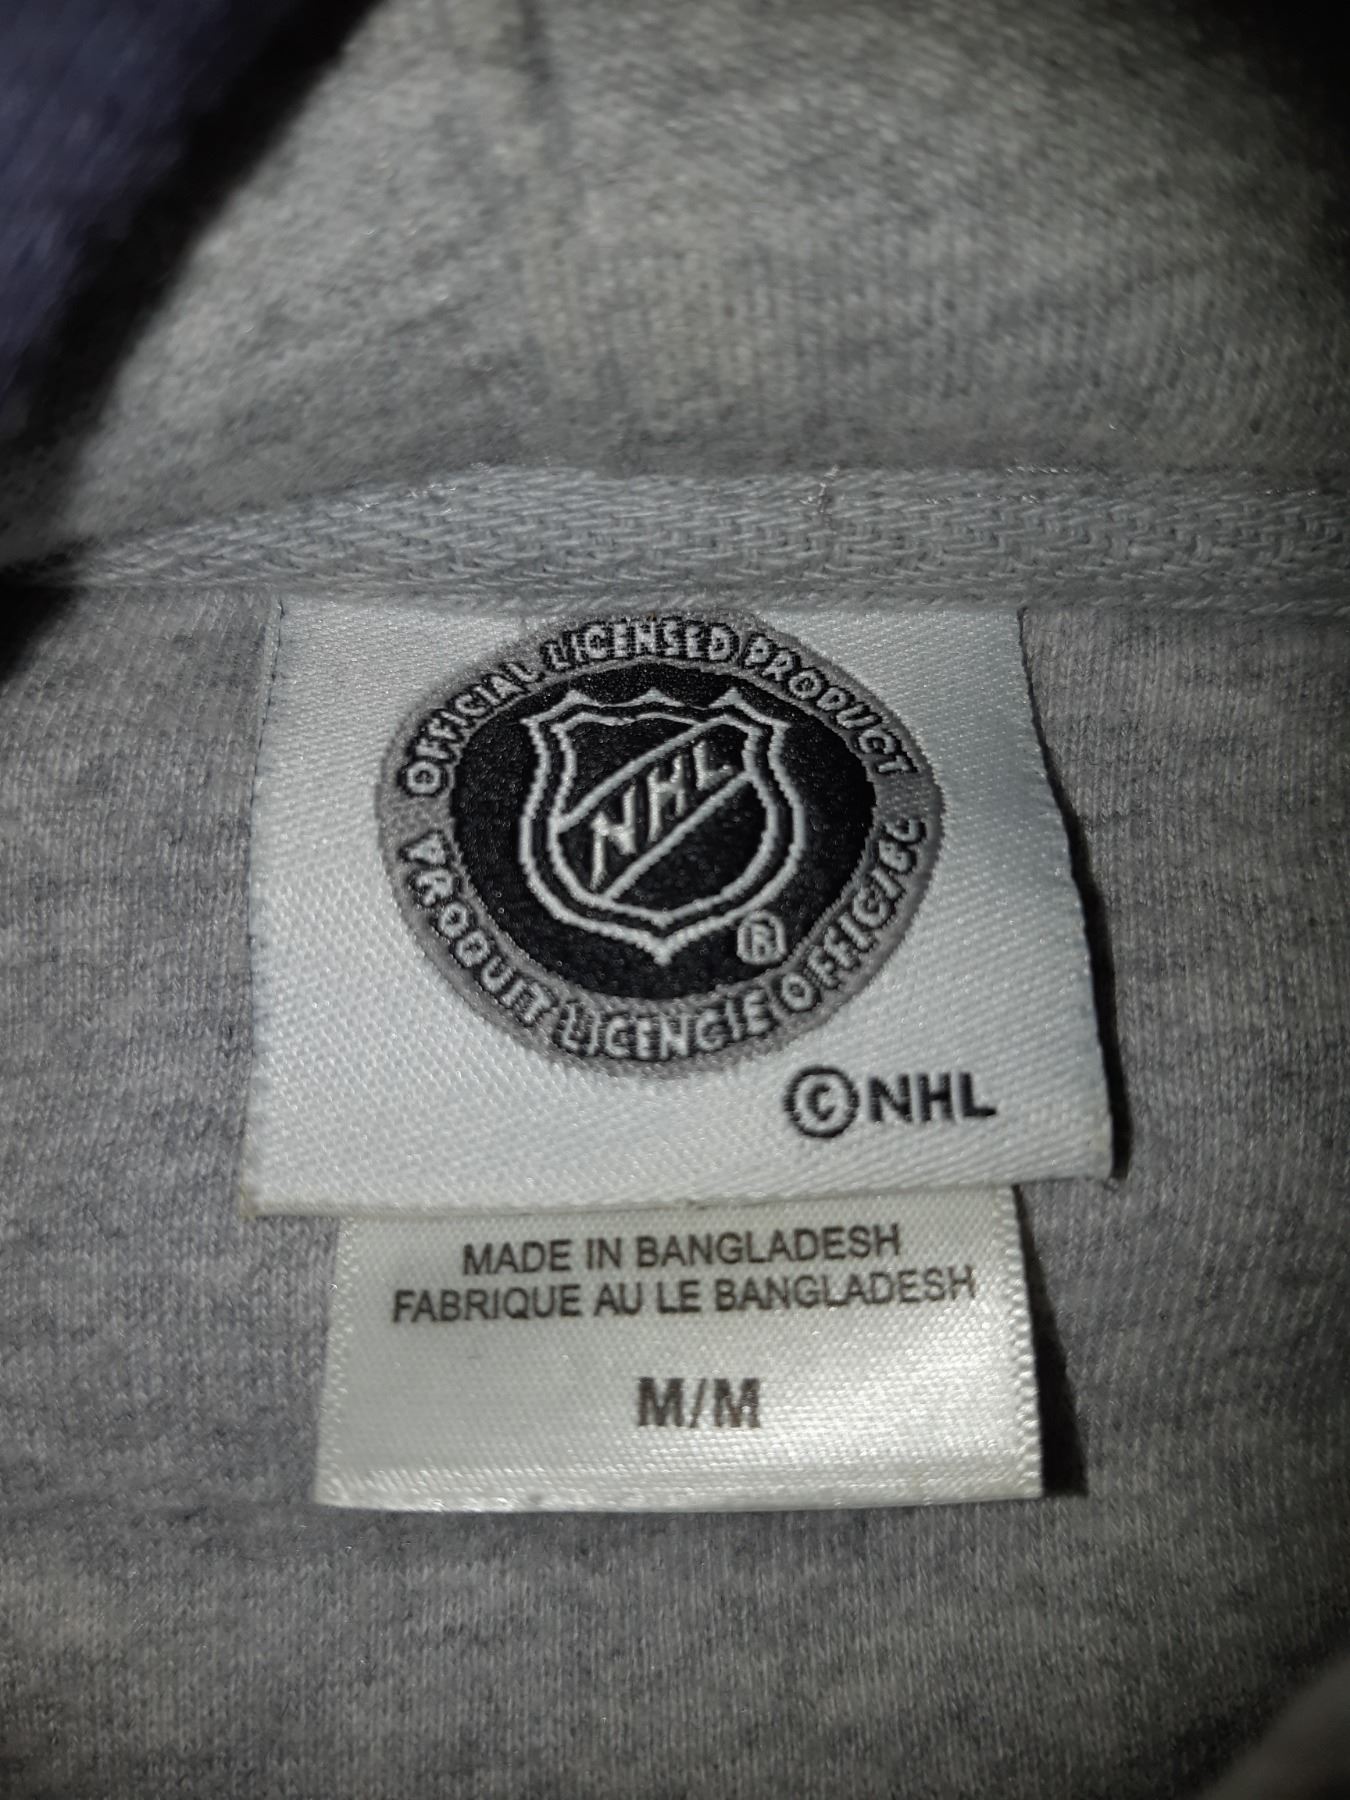 OFFICIAL LICENSED PRODUCT
NHL
®
PRODUIT LICENCIE OFFICIEL
©NHL
MADE IN BANGLADESH
FABRIQUE AU LE BANGLADESH
M/M